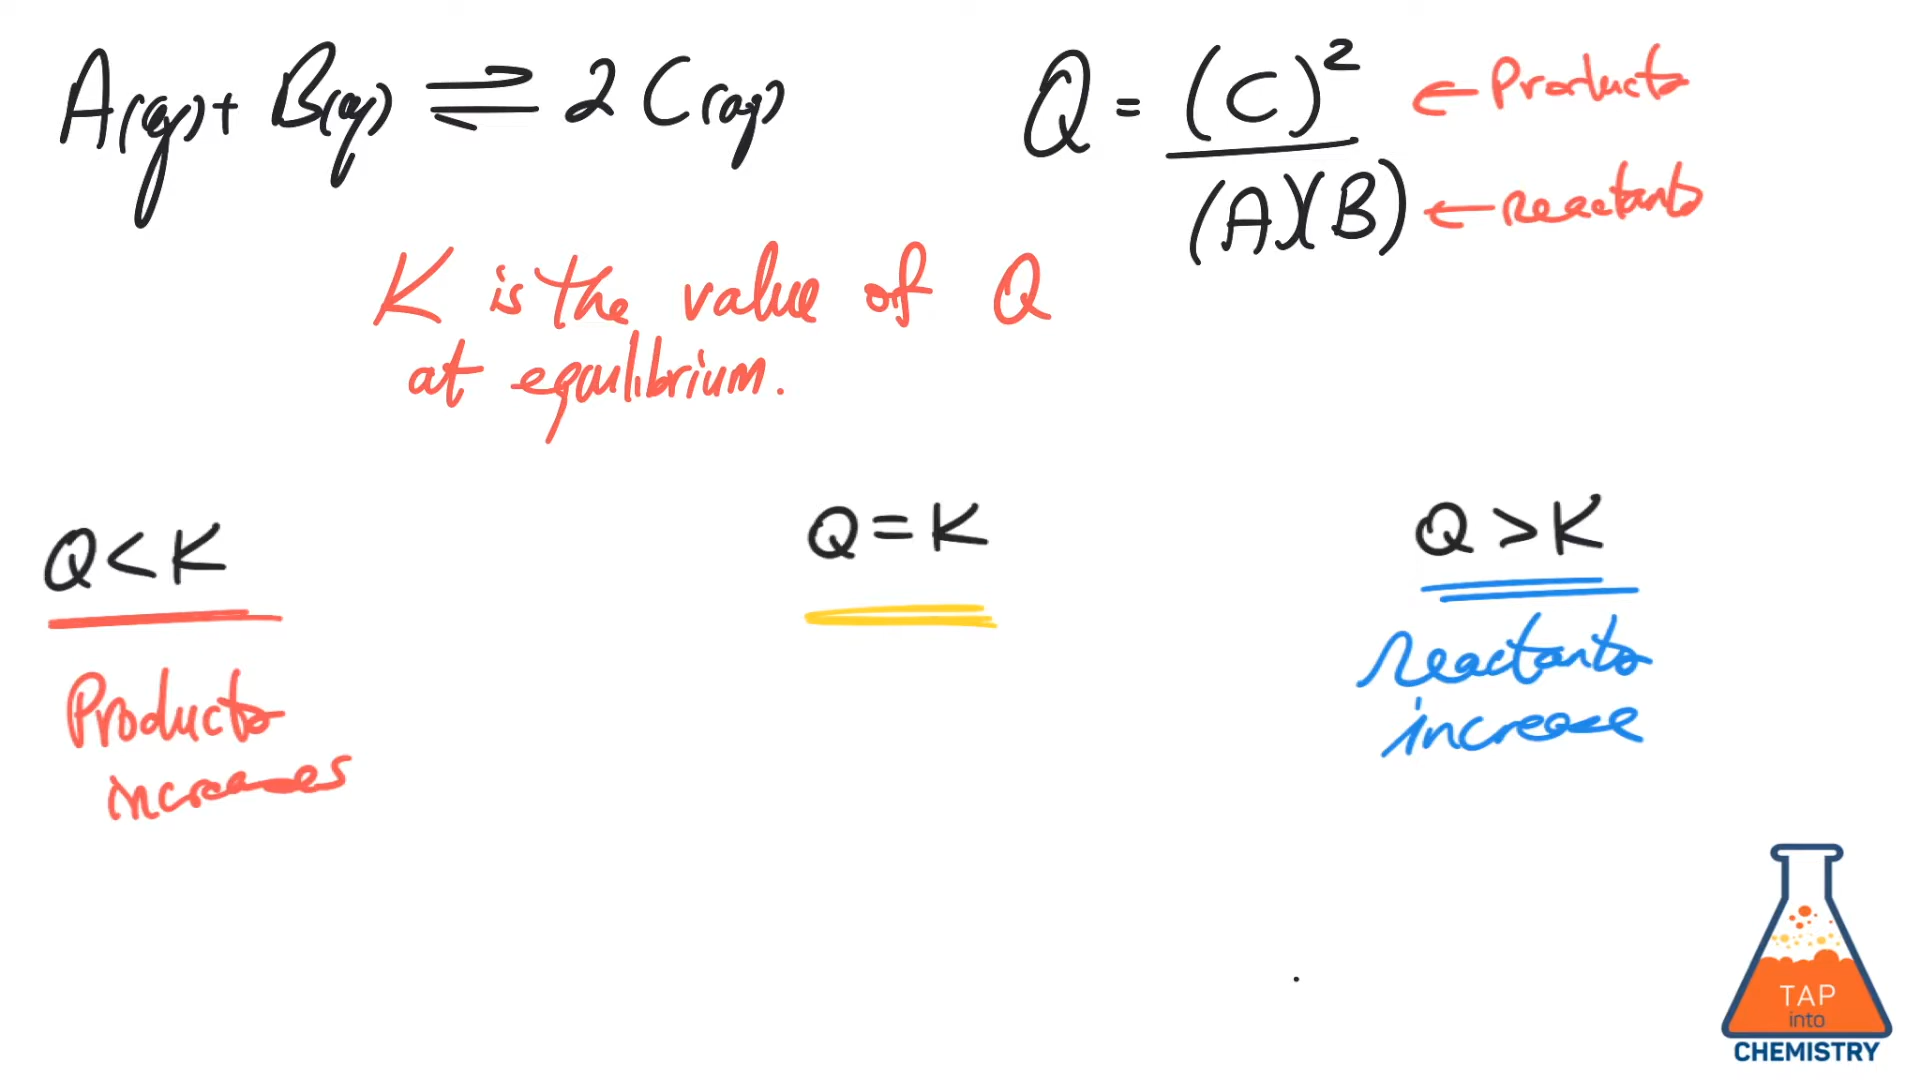 A(g) + B(g) ⇌ 2 C(g)
Q = (C)² / (A)(B)
← Products
← reactants
K is the value of Q
at equilibrium.
Q < K
Q = K
Q > K
Products
increases
reactants
increase
TAP
into
CHEMISTRY